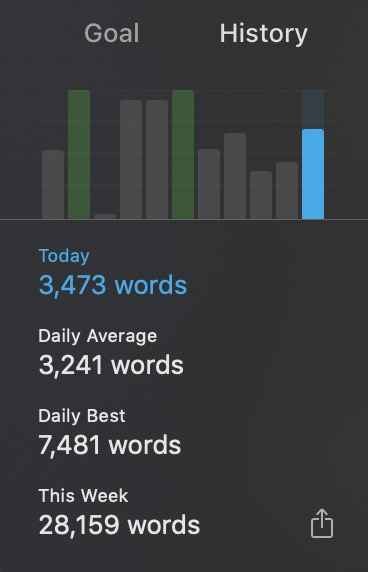 Goal History
Today
3,473 words
Daily Average
3,241 words
Daily Best
7,481 words
This Week
28,159 words